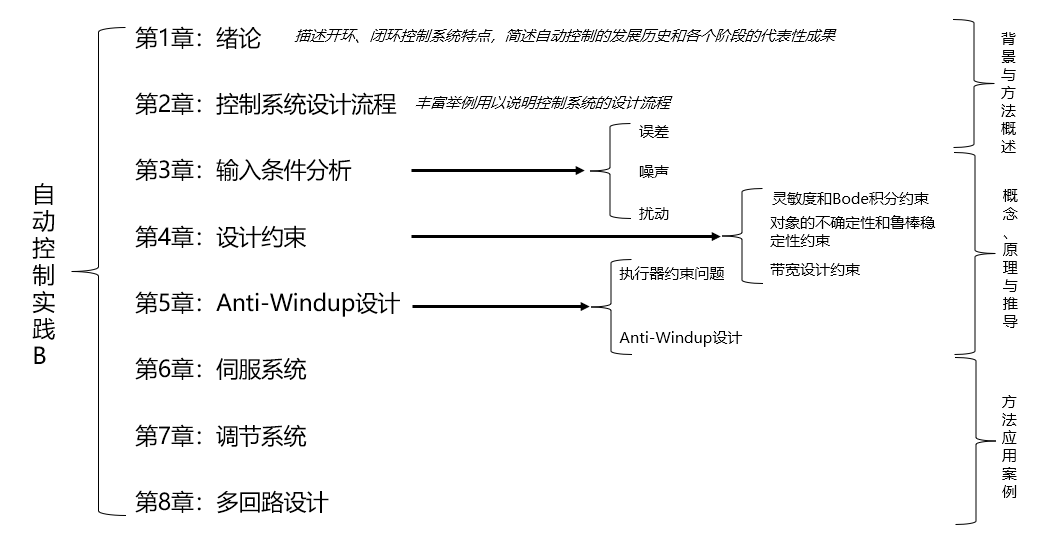 自动控制实践B
第1章：绪论
描述开环、闭环控制系统特点，简述自动控制的发展历史和各个阶段的代表性成果
第2章：控制系统设计流程
丰富举例用以说明控制系统的设计流程
第3章：输入条件分析
误差
噪声
扰动
第4章：设计约束
灵敏度和Bode积分约束
对象的不确定性和鲁棒稳
定性约束
带宽设计约束
第5章：Anti-Windup设计
执行器约束问题
Anti-Windup设计
第6章：伺服系统
第7章：调节系统
第8章：多回路设计
背景与方法概述
概念、原理与推导
方法应用案例